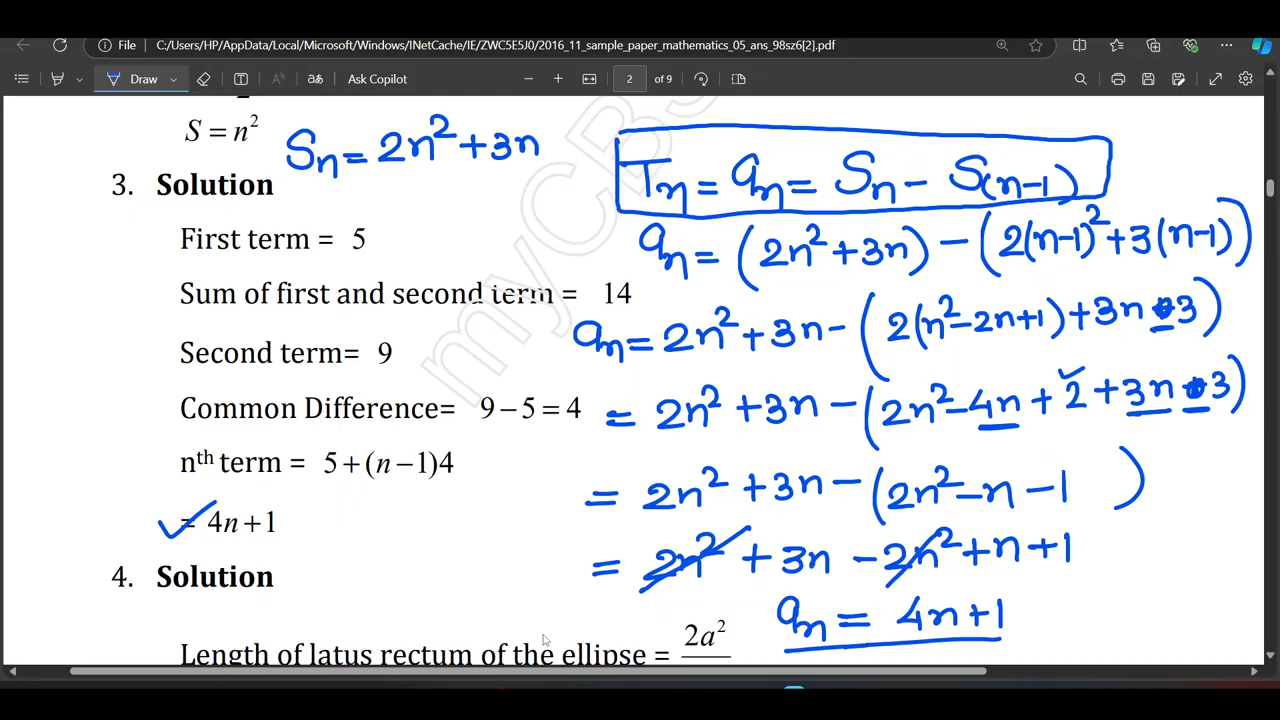 File C:/Users/HP/AppData/Local/Microsoft/Windows/INetCache/IE/ZWC5E5J0/2016_11_sample_paper_mathematics_05_ans_98sz6[2].pdf
Draw aあ Ask Copilot − + 2 of 9
S = n²
Sₙ = 2n² + 3n
Tₙ = aₙ = Sₙ − S(n−1)
3. Solution
aₙ = (2n² + 3n) − (2(n−1)² + 3(n−1))
First term = 5
Sum of first and second term = 14
aₙ = 2n² + 3n − (2(n² − 2n + 1) + 3n − 3)
Second term= 9
Common Difference= 9 − 5 = 4
= 2n² + 3n − (2n² − 4n + 2 + 3n − 3)
nth term = 5 + (n − 1)4
= 2n² + 3n − (2n² − n − 1 )
= 4n + 1
= 2n² + 3n − 2n² + n + 1
4. Solution
aₙ = 4n + 1
Length of latus rectum of the ellipse = 2a²
myCBS